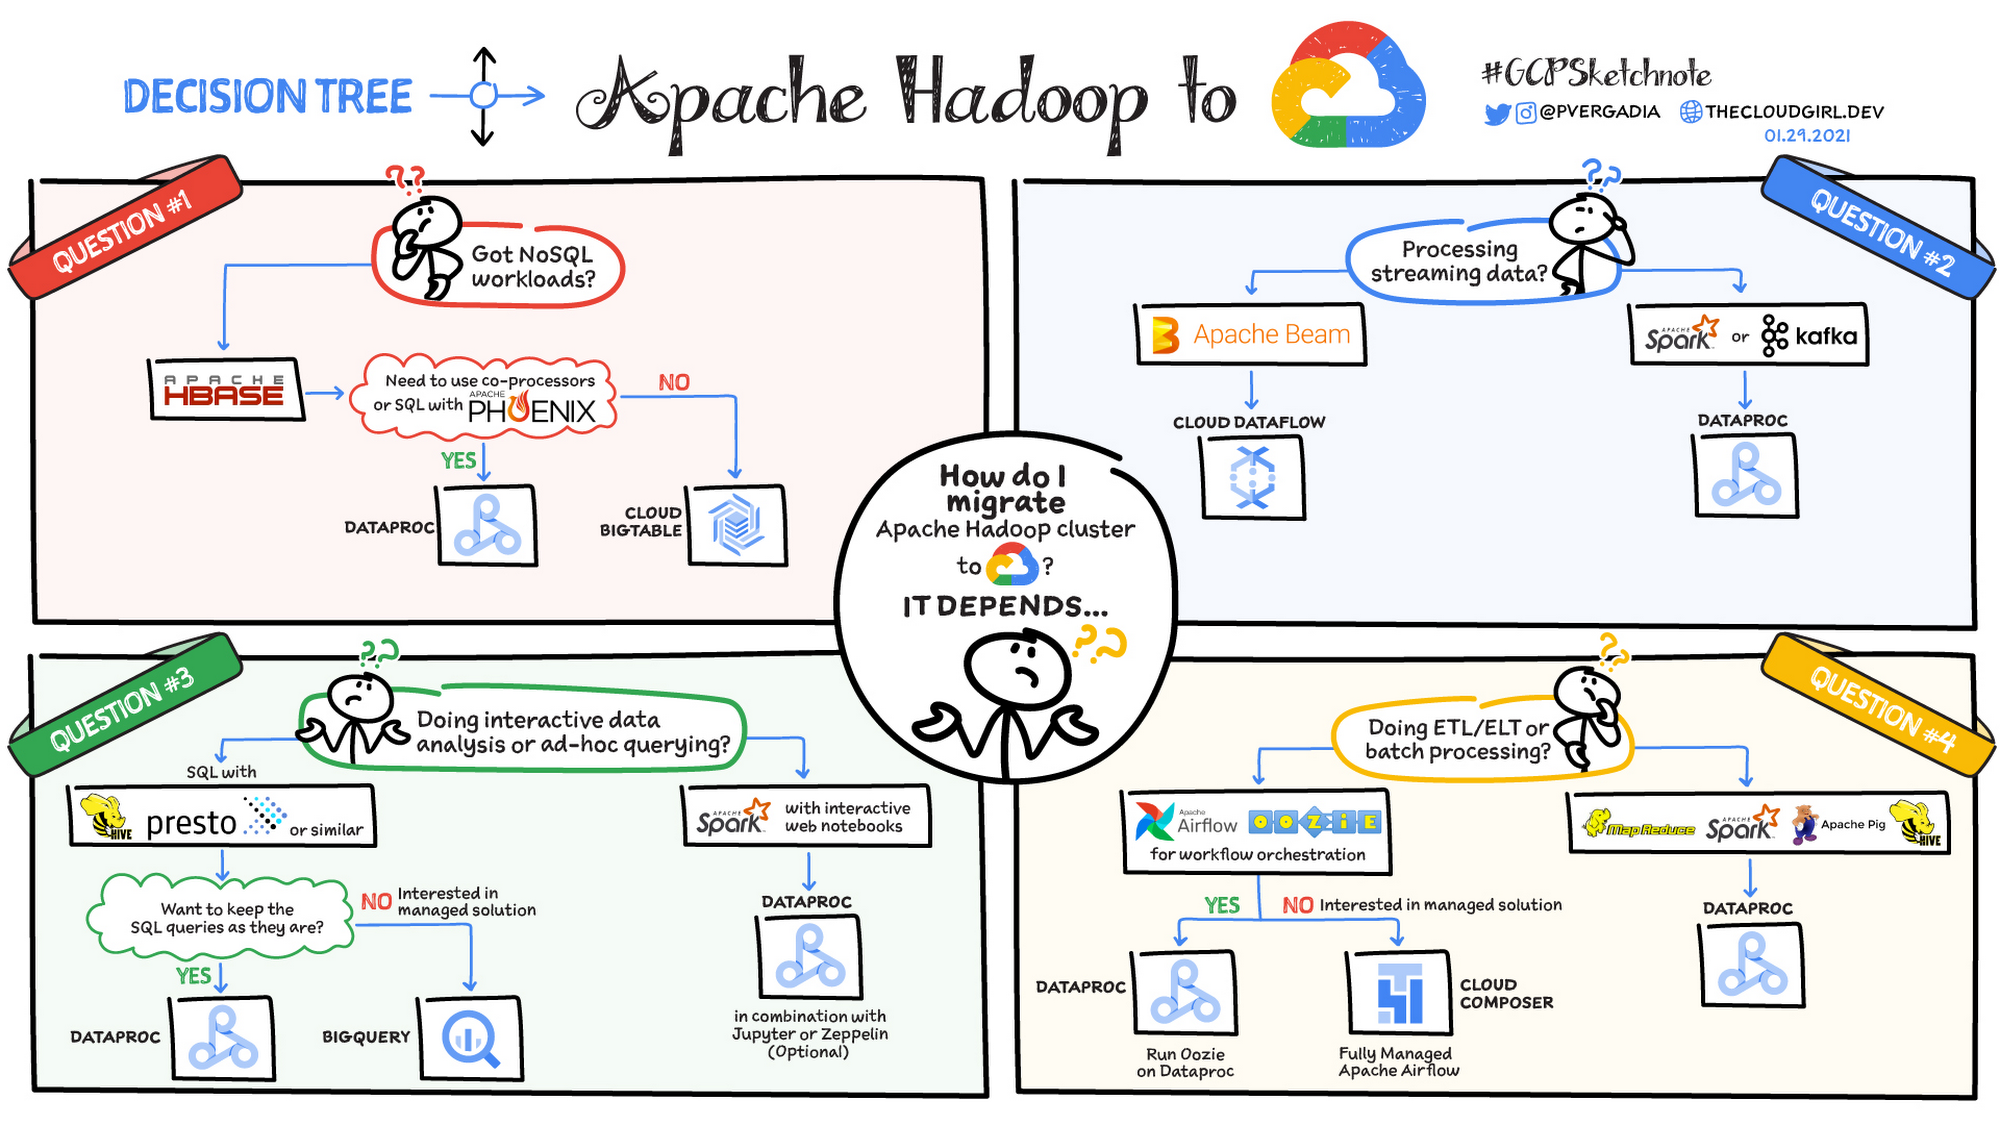 DECISION TREE
Apache Hadoop to
#GCPSketchnote
@PVERGADIA THECLOUDGIRL.DEV
01.29.2021
QUESTION #1
??
Got NoSQL
workloads?
APACHE
HBASE
Need to use co-processors
or SQL with APACHE
PHOENIX
NO
YES
DATAPROC
CLOUD
BIGTABLE
QUESTION #2
??
Processing
streaming data?
Apache Beam
CLOUD DATAFLOW
APACHE
Spark or kafka
DATAPROC
How do I
migrate
Apache Hadoop cluster
to ?
IT DEPENDS...
??
QUESTION #3
??
Doing interactive data
analysis or ad-hoc querying?
SQL with
HIVE presto or similar
Want to keep the
SQL queries as they are?
NO Interested in
managed solution
YES
DATAPROC
BIGQUERY
APACHE
Spark with interactive
web notebooks
DATAPROC
in combination with
Jupyter or Zeppelin
(Optional)
QUESTION #4
??
Doing ETL/ELT or
batch processing?
Apache
Airflow OOZIE
for workflow orchestration
YES NO Interested in managed solution
DATAPROC
Run Oozie
on Dataproc
CLOUD
COMPOSER
Fully Managed
Apache Airflow
Map Reduce APACHE
Spark Apache Pig HIVE
DATAPROC